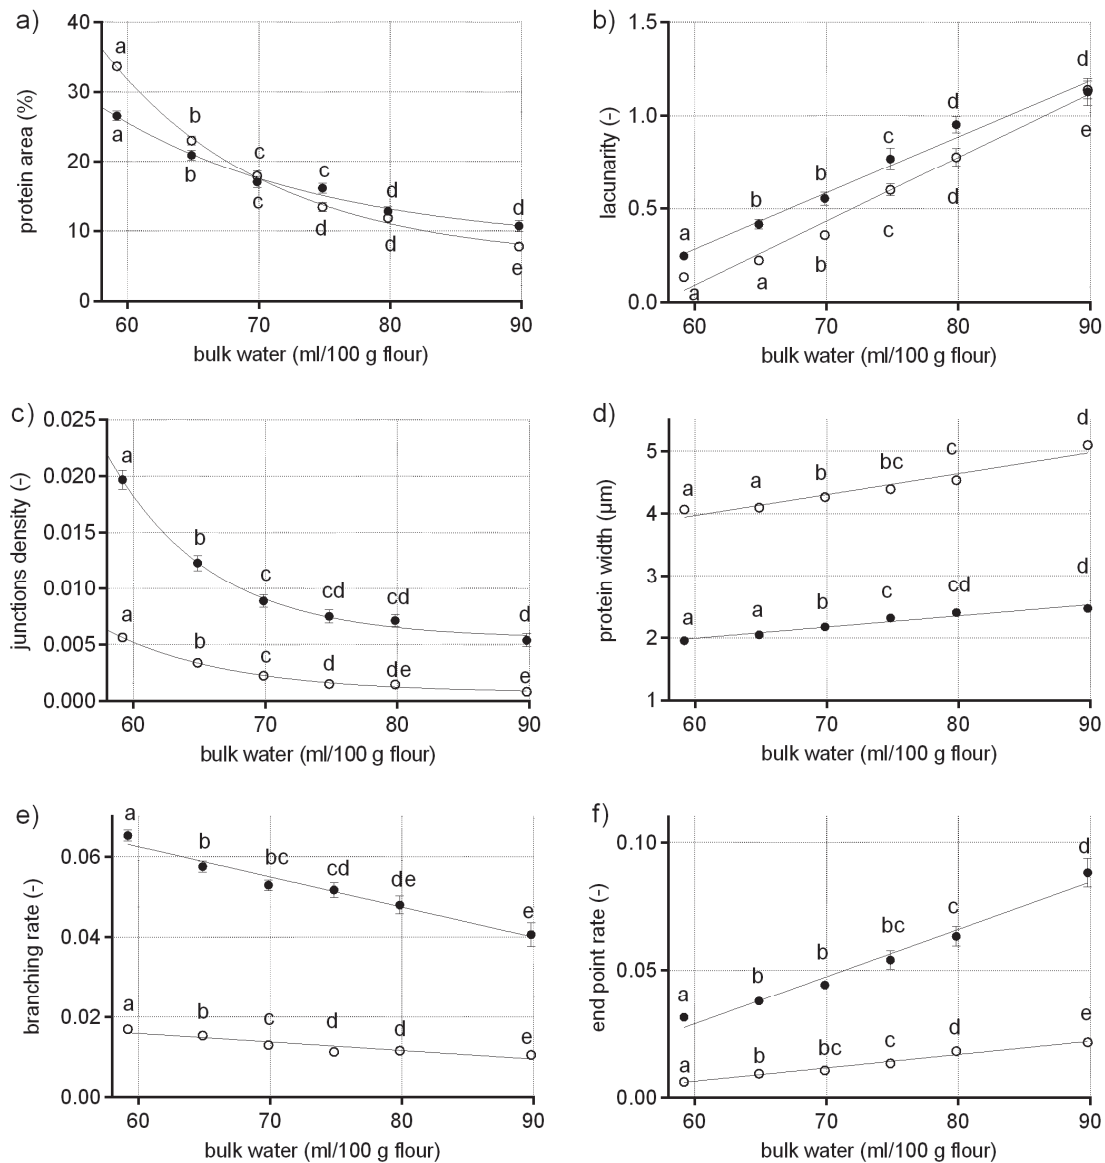 a)
protein area (%)
40
30
20
10
0
a
b
c
c
d
d
a
b
c
d
d
e
60 70 80 90
bulk water (ml/100 g flour)
b)
lacunarity (-)
1.5
1.0
0.5
0.0
a
b
b
c
d
d
a
a
b
c
d
e
60 70 80 90
bulk water (ml/100 g flour)
c)
junctions density (-)
0.025
0.020
0.015
0.010
0.005
0.000
a
b
c
cd
cd
d
a
b
c
d
de
e
60 70 80 90
bulk water (ml/100 g flour)
d)
protein width (μm)
5
4
3
2
1
a
a
b
bc
c
d
a
a
b
c
cd
d
60 70 80 90
bulk water (ml/100 g flour)
e)
branching rate (-)
0.06
0.04
0.02
0.00
a
b
bc
cd
de
e
a
b
c
d
d
e
60 70 80 90
bulk water (ml/100 g flour)
f)
end point rate (-)
0.10
0.05
0.00
a
b
b
bc
c
d
a
b
bc
c
d
e
60 70 80 90
bulk water (ml/100 g flour)